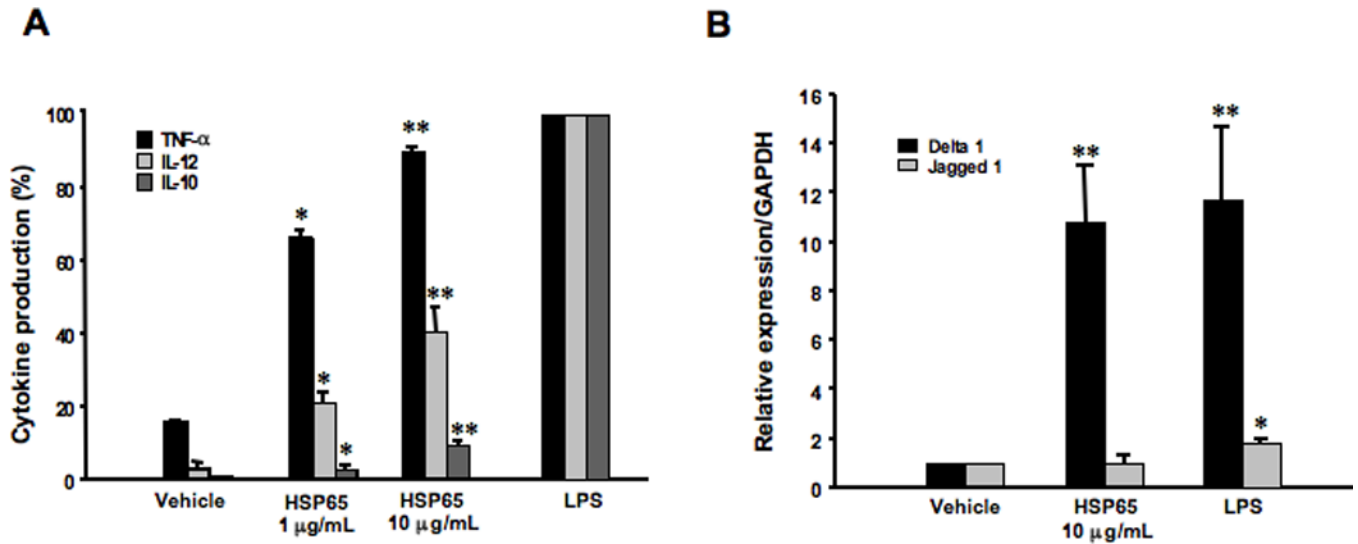 A
Cytokine production (%)
100
80
60
40
20
0
TNF-α
IL-12
IL-10
*
*
*
**
**
**
Vehicle
HSP65
1 μg/mL
HSP65
10 μg/mL
LPS
B
Relative expression/GAPDH
16
14
12
10
8
6
4
2
0
Delta 1
Jagged 1
**
**
*
Vehicle
HSP65
10 μg/mL
LPS